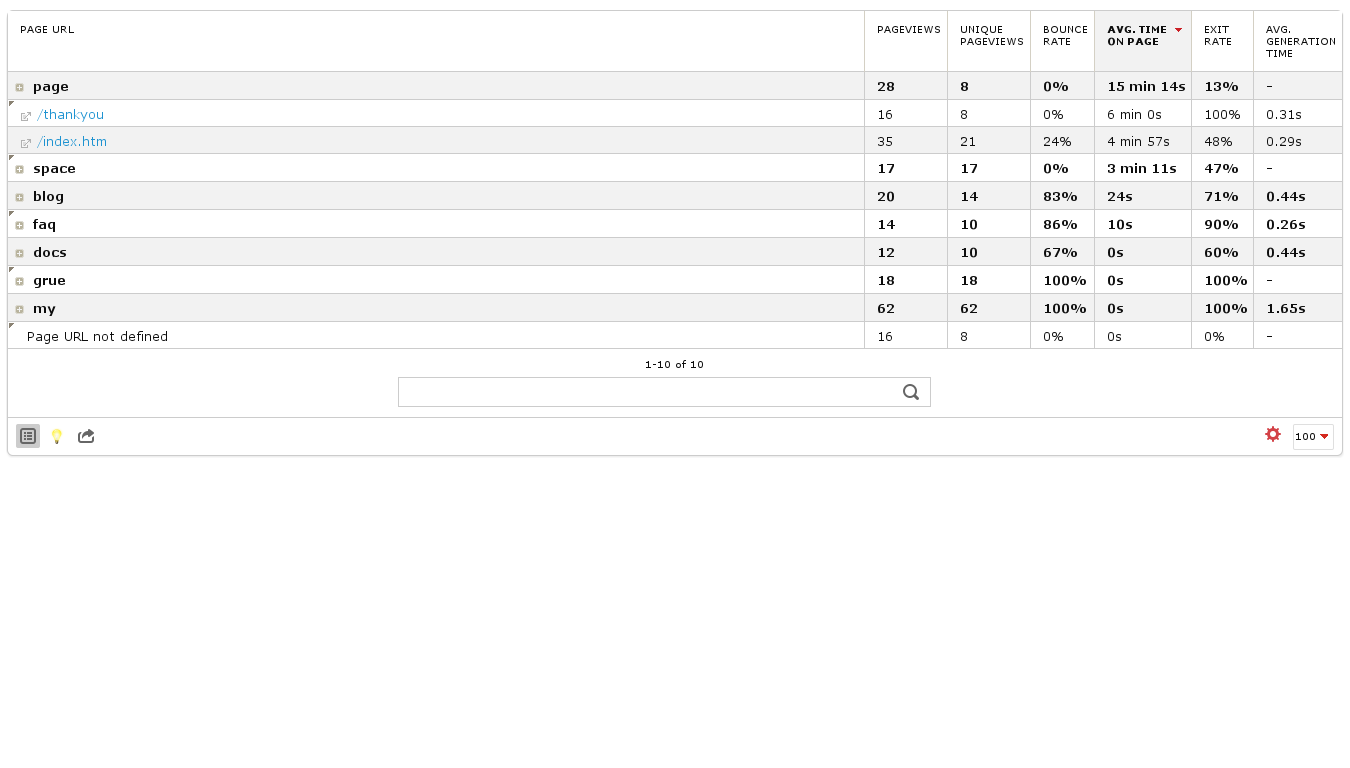 PAGE URL PAGEVIEWS UNIQUE PAGEVIEWS BOUNCE RATE AVG. TIME ON PAGE EXIT RATE AVG. GENERATION TIME
page 28 8 0% 15 min 14s 13% -
/thankyou 16 8 0% 6 min 0s 100% 0.31s
/index.htm 35 21 24% 4 min 57s 48% 0.29s
space 17 17 0% 3 min 11s 47% -
blog 20 14 83% 24s 71% 0.44s
faq 14 10 86% 10s 90% 0.26s
docs 12 10 67% 0s 60% 0.44s
grue 18 18 100% 0s 100% -
my 62 62 100% 0s 100% 1.65s
Page URL not defined 16 8 0% 0s 0% -
1-10 of 10
100